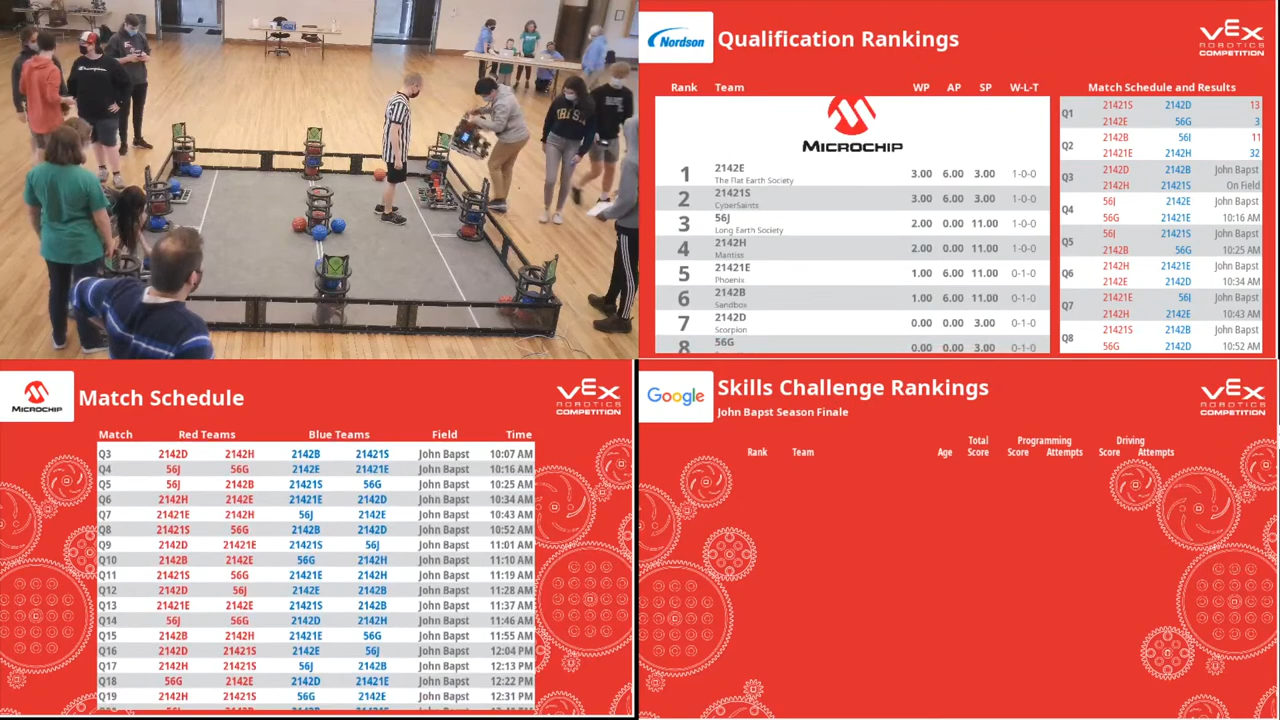 Nordson
Qualification Rankings
VEX
ROBOTICS
COMPETITION
Rank Team WP AP SP W-L-T
MICROCHIP
1 2142E 3.00 6.00 3.00 1-0-0
The Flat Earth Society
2 21421S 3.00 6.00 3.00 1-0-0
CyberSaints
3 56J 2.00 0.00 11.00 1-0-0
Long Earth Society
4 2142H 2.00 0.00 11.00 1-0-0
Mantiss
5 21421E 1.00 6.00 11.00 0-1-0
Phoenix
6 2142B 1.00 6.00 11.00 0-1-0
Sandbox
7 2142D 0.00 0.00 3.00 0-1-0
Scorpion
8 56G 0.00 0.00 3.00 0-1-0
Match Schedule and Results
Q1 21421S 2142D 13
2142E 56G 3
Q2 2142B 56J 11
21421E 2142H 32
Q3 2142D 2142B John Bapst
2142H 21421S On Field
Q4 56J 2142E John Bapst
56G 21421E 10:16 AM
Q5 56J 21421S John Bapst
2142B 56G 10:25 AM
Q6 2142H 21421E John Bapst
2142E 2142D 10:34 AM
Q7 21421E 56J John Bapst
2142H 2142E 10:43 AM
Q8 21421S 2142B John Bapst
56G 2142D 10:52 AM
MICROCHIP
Match Schedule
VEX
ROBOTICS
COMPETITION
Match Red Teams Blue Teams Field Time
Q3 2142D 2142H 2142B 21421S John Bapst 10:07 AM
Q4 56J 56G 2142E 21421E John Bapst 10:16 AM
Q5 56J 2142B 21421S 56G John Bapst 10:25 AM
Q6 2142H 2142E 21421E 2142D John Bapst 10:34 AM
Q7 21421E 2142H 56J 2142E John Bapst 10:43 AM
Q8 21421S 56G 2142B 2142D John Bapst 10:52 AM
Q9 2142D 21421E 21421S 56J John Bapst 11:01 AM
Q10 2142B 2142E 56G 2142H John Bapst 11:10 AM
Q11 21421S 56G 21421E 2142H John Bapst 11:19 AM
Q12 2142D 56J 2142E 2142B John Bapst 11:28 AM
Q13 21421E 2142E 21421S 2142B John Bapst 11:37 AM
Q14 56J 56G 2142D 2142H John Bapst 11:46 AM
Q15 2142B 2142H 21421E 56G John Bapst 11:55 AM
Q16 2142D 21421S 2142E 56J John Bapst 12:04 PM
Q17 2142H 21421S 56J 2142B John Bapst 12:13 PM
Q18 56G 2142E 2142D 21421E John Bapst 12:22 PM
Q19 2142H 21421S 56G 2142E John Bapst 12:31 PM
Google
Skills Challenge Rankings
John Bapst Season Finale
VEX
ROBOTICS
COMPETITION
Total Programming Driving
Rank Team Age Score Score Attempts Score Attempts